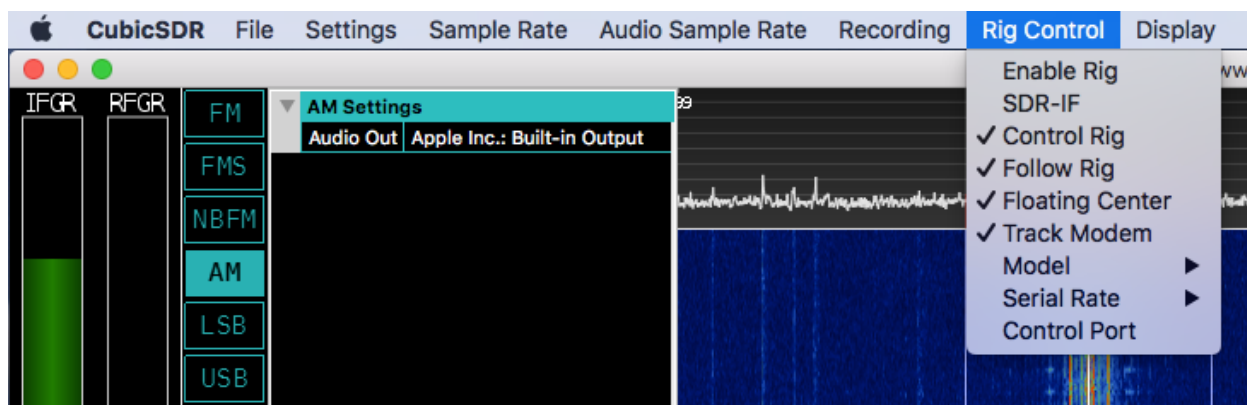 CubicSDR File Settings Sample Rate Audio Sample Rate Recording Rig Control Display
IFGR RFGR
FM
FMS
NBFM
AM
LSB
USB
AM Settings
Audio Out Apple Inc.: Built-in Output
Enable Rig
SDR-IF
✓ Control Rig
✓ Follow Rig
✓ Floating Center
✓ Track Modem
Model
Serial Rate
Control Port